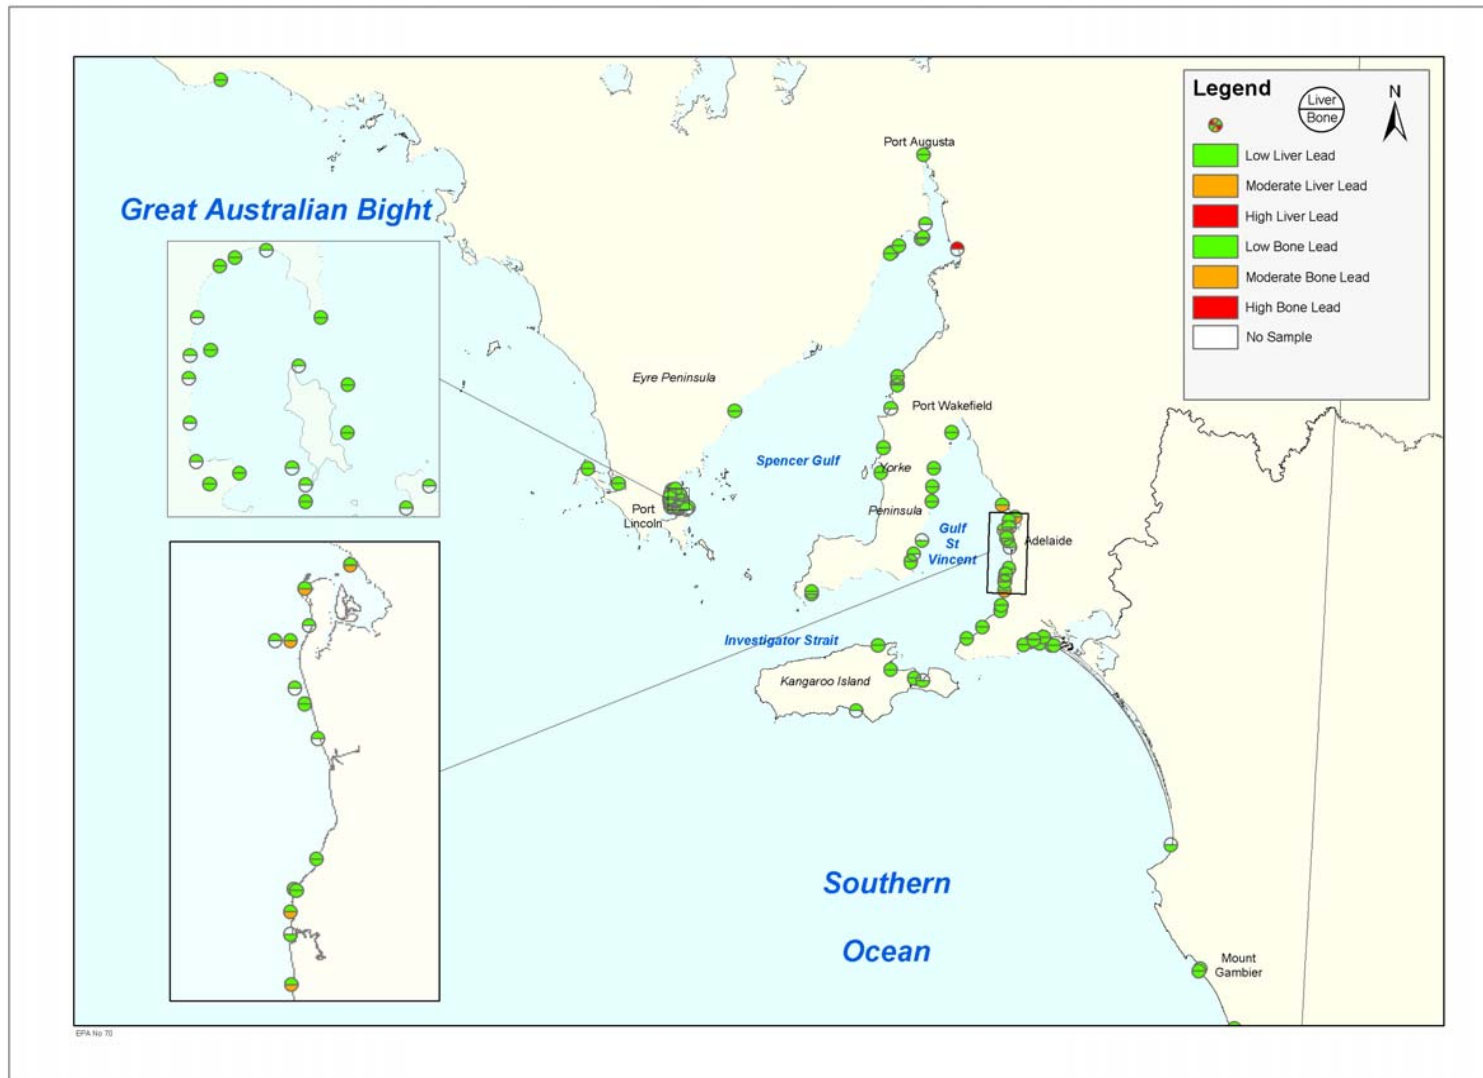 Legend
Liver
Bone
N
Low Liver Lead
Moderate Liver Lead
High Liver Lead
Low Bone Lead
Moderate Bone Lead
High Bone Lead
No Sample
Port Augusta
Great Australian Bight
Eyre Peninsula
Port Wakefield
Spencer Gulf
Yorke
Peninsula
Port
Lincoln
Gulf
St
Vincent
Adelaide
Investigator Strait
Kangaroo Island
Southern
Ocean
Mount
Gambier
EPA No 70